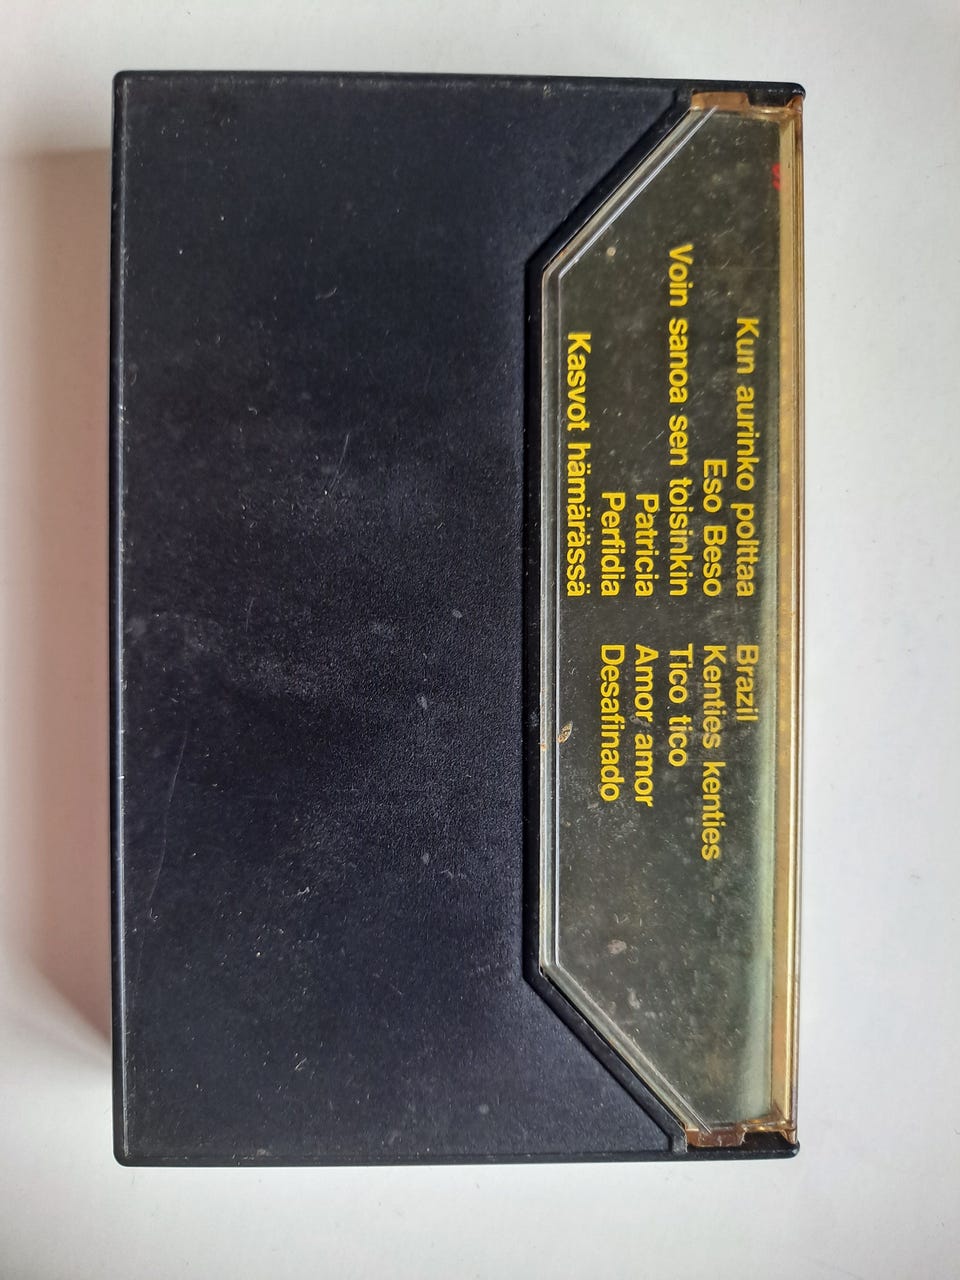 Kun aurinko polttaa
Eso Beso
Voin sanoa sen toisinkin
Patricia
Perfidia
Kasvot hämärässä
Brazil
Kenties kenties
Tico tico
Amor amor
Desafinado